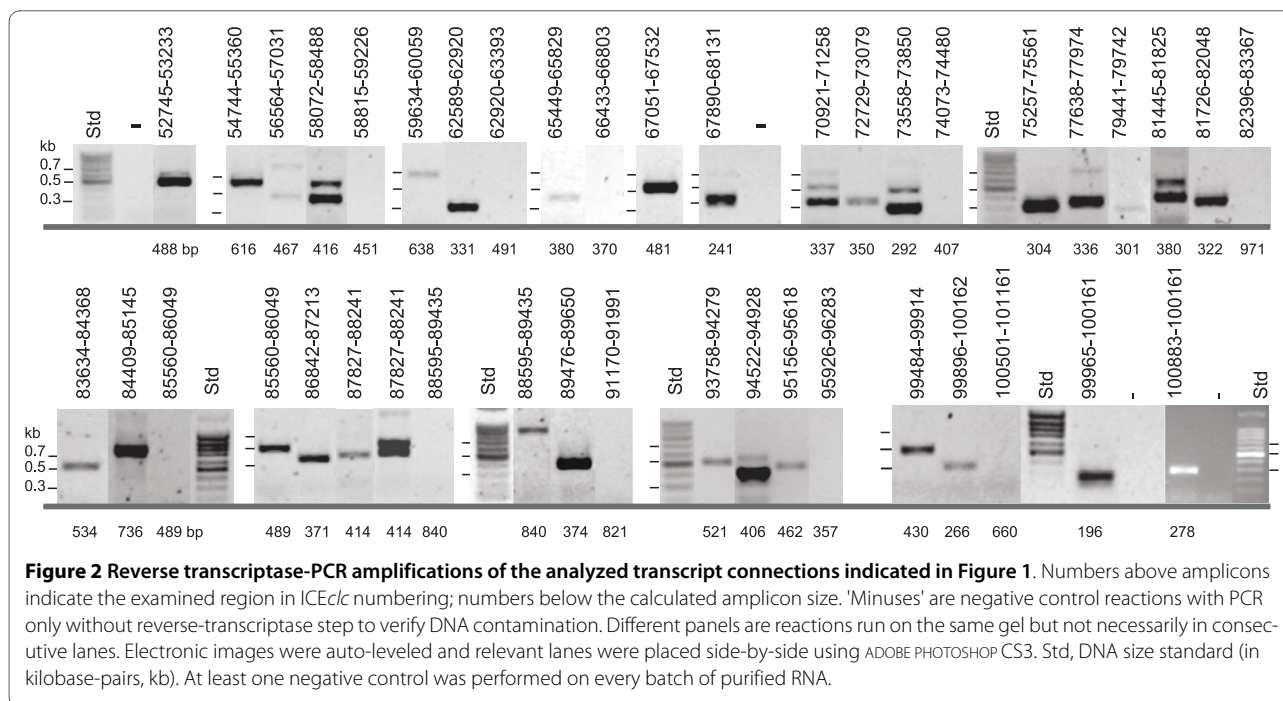 Std - 52745-53233 54744-55360 56564-57031 58072-58488 58815-59226 59634-60059 62589-62920 62920-63393 65449-65829 66433-66803 67051-67532 67890-68131 - 70921-71258 72729-73079 73558-73850 74073-74480 Std 75257-75561 77638-77974 79441-79742 81445-81825 81726-82048 82396-83367
kb
0.7
0.5
0.3
488 bp 616 467 416 451 638 331 491 380 370 481 241 337 350 292 407 304 336 301 380 322 971
83634-84368 84409-85145 85560-86049 Std 85560-86049 86842-87213 87827-88241 87827-88241 88595-89435 Std 88595-89435 89476-89650 91170-91991 Std 93758-94279 94522-94928 95156-95618 95926-96283 99484-99914 99896-100162 100501-101161 Std 99965-100161 - 100883-100161 - Std
kb
0.7
0.5
0.3
534 736 489 bp 489 371 414 414 840 840 374 821 521 406 462 357 430 266 660 196 278
Figure 2 Reverse transcriptase-PCR amplifications of the analyzed transcript connections indicated in Figure 1. Numbers above amplicons
indicate the examined region in ICEclc numbering; numbers below the calculated amplicon size. 'Minuses' are negative control reactions with PCR
only without reverse-transcriptase step to verify DNA contamination. Different panels are reactions run on the same gel but not necessarily in consec-
utive lanes. Electronic images were auto-leveled and relevant lanes were placed side-by-side using ADOBE PHOTOSHOP CS3. Std, DNA size standard (in
kilobase-pairs, kb). At least one negative control was performed on every batch of purified RNA.